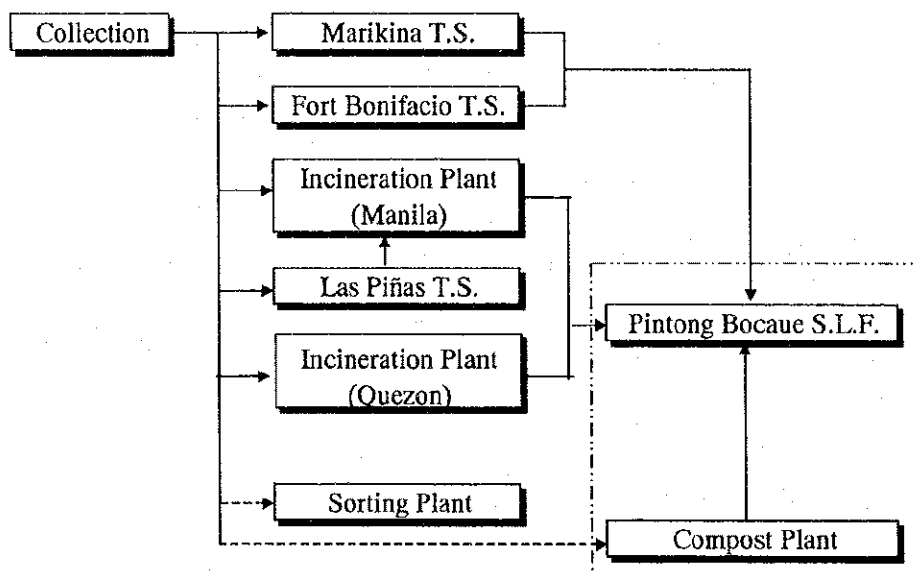 Collection
Marikina T.S.
Fort Bonifacio T.S.
Incineration Plant
(Manila)
Las Piñas T.S.
Pintong Bocaue S.L.F.
Incineration Plant
(Quezon)
Sorting Plant
Compost Plant